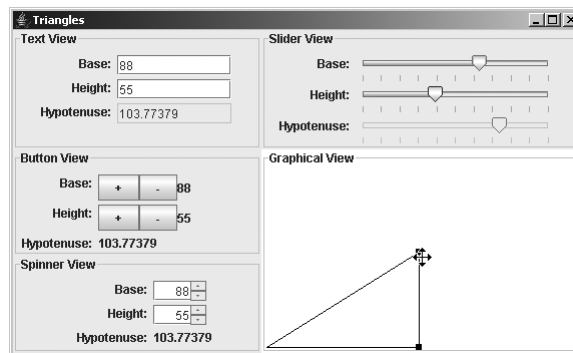 Triangles
Text View
Base: 88
Height: 55
Hypotenuse: 103.77379
Slider View
Base:
Height:
Hypotenuse:
Button View
Base: + - 88
Height: + - 55
Hypotenuse: 103.77379
Spinner View
Base: 88
Height: 55
Hypotenuse: 103.77379
Graphical View